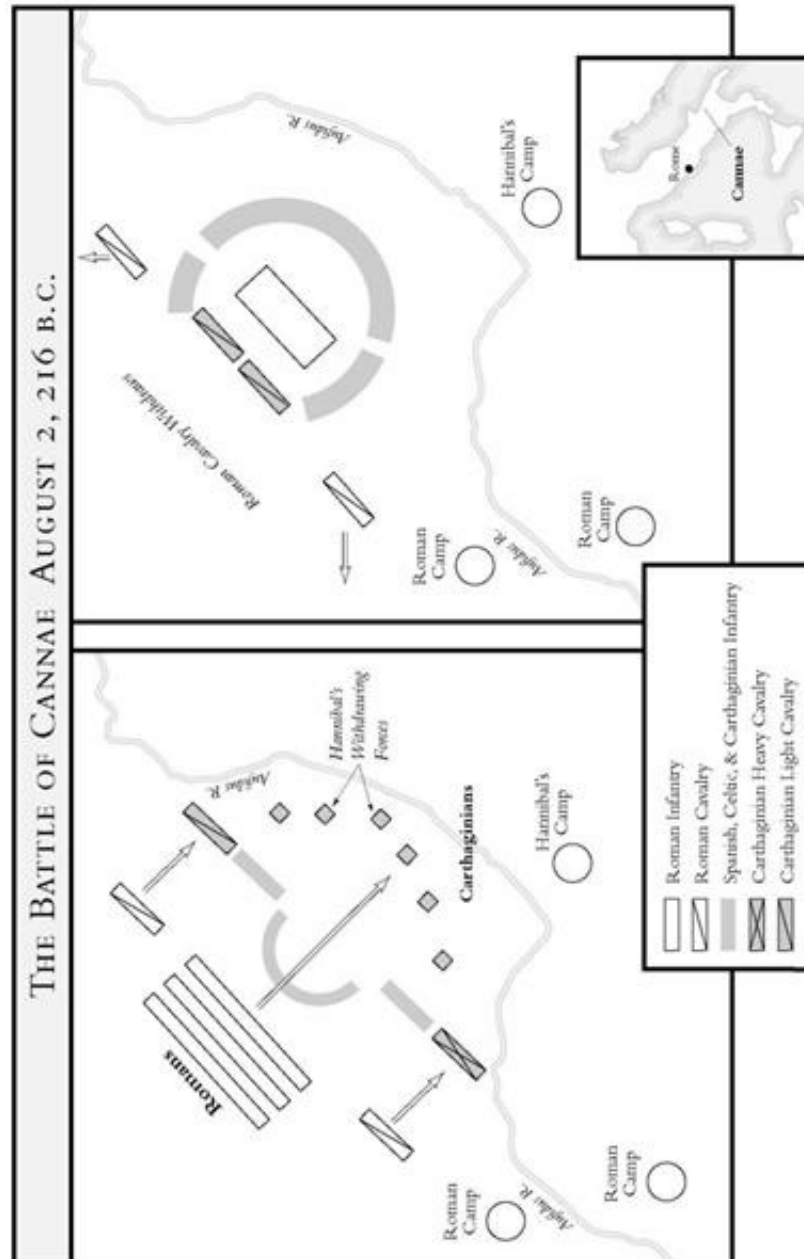 THE BATTLE OF CANNAE AUGUST 2, 216 B.C.
Romans
Aufidus R.
Hannibal's
Withdrawing
Forces
Carthaginians
Hannibal's
Camp
Roman
Camp
Aufidus R.
Roman
Camp
Roman Cavalry Withdraws
Aufidus R.
Hannibal's
Camp
Roman
Camp
Aufidus R.
Roman
Camp
Roman Infantry
Roman Cavalry
Spanish, Celtic, & Carthaginian Infantry
Carthaginian Heavy Cavalry
Carthaginian Light Cavalry
Rome
Cannae